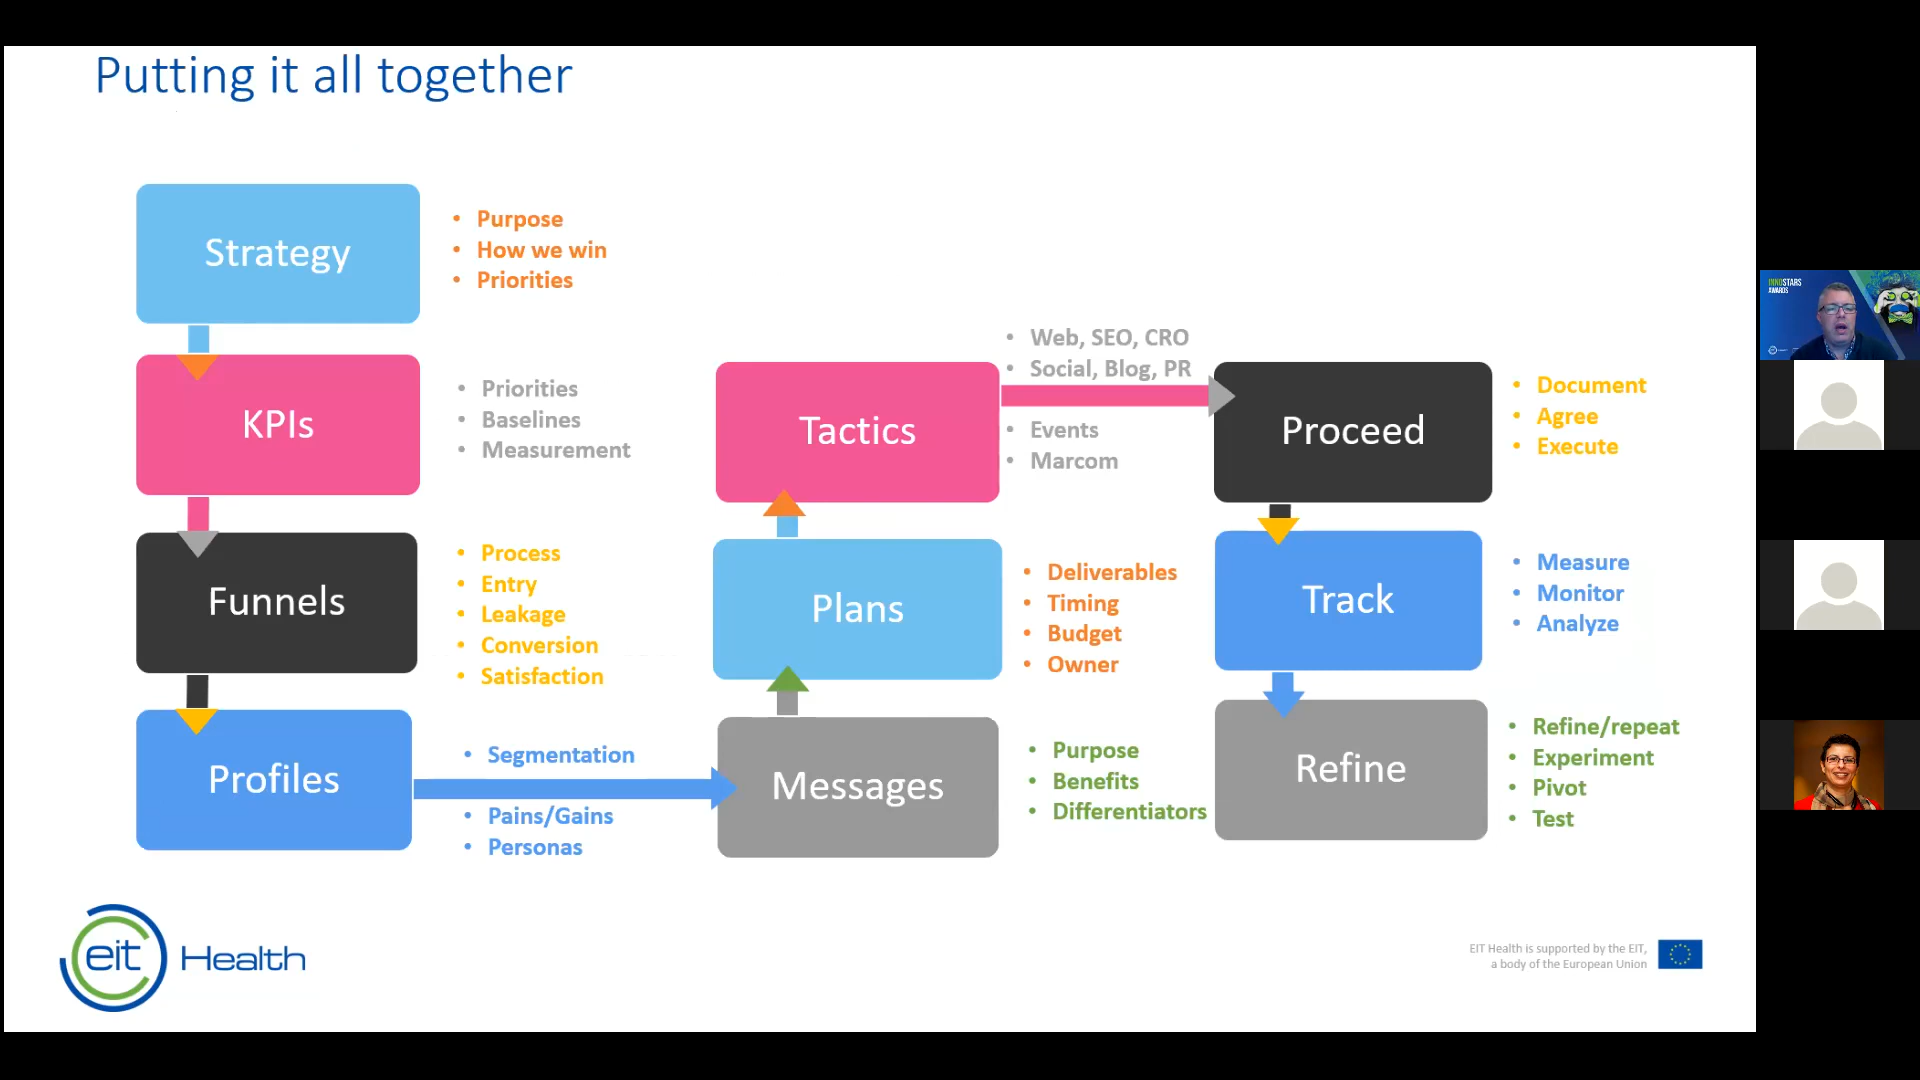 Putting it all together
Strategy
• Purpose
• How we win
• Priorities
KPIs
• Priorities
• Baselines
• Measurement
Funnels
• Process
• Entry
• Leakage
• Conversion
• Satisfaction
Profiles
• Segmentation
• Pains/Gains
• Personas
Messages
• Purpose
• Benefits
• Differentiators
Plans
• Deliverables
• Timing
• Budget
• Owner
Tactics
• Web, SEO, CRO
• Social, Blog, PR
• Events
• Marcom
Proceed
• Document
• Agree
• Execute
Track
• Measure
• Monitor
• Analyze
Refine
• Refine/repeat
• Experiment
• Pivot
• Test
eit Health
EIT Health is supported by the EIT,
a body of the European Union
INNOSTARS
AWARDS